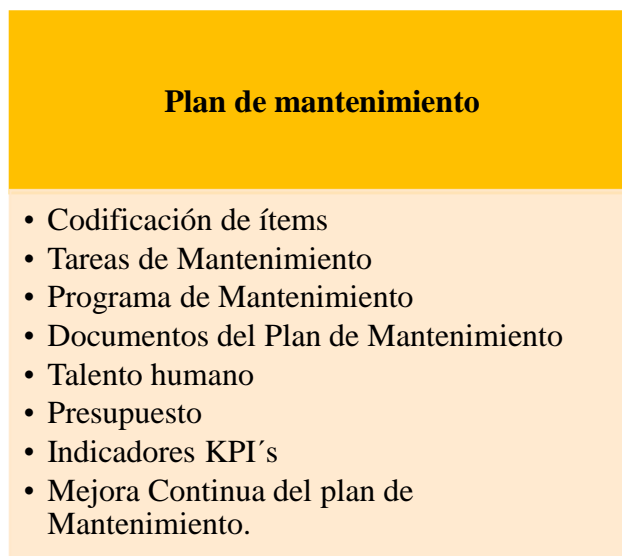 Plan de mantenimiento
• Codificación de ítems
• Tareas de Mantenimiento
• Programa de Mantenimiento
• Documentos del Plan de Mantenimiento
• Talento humano
• Presupuesto
• Indicadores KPI´s
• Mejora Continua del plan de
Mantenimiento.